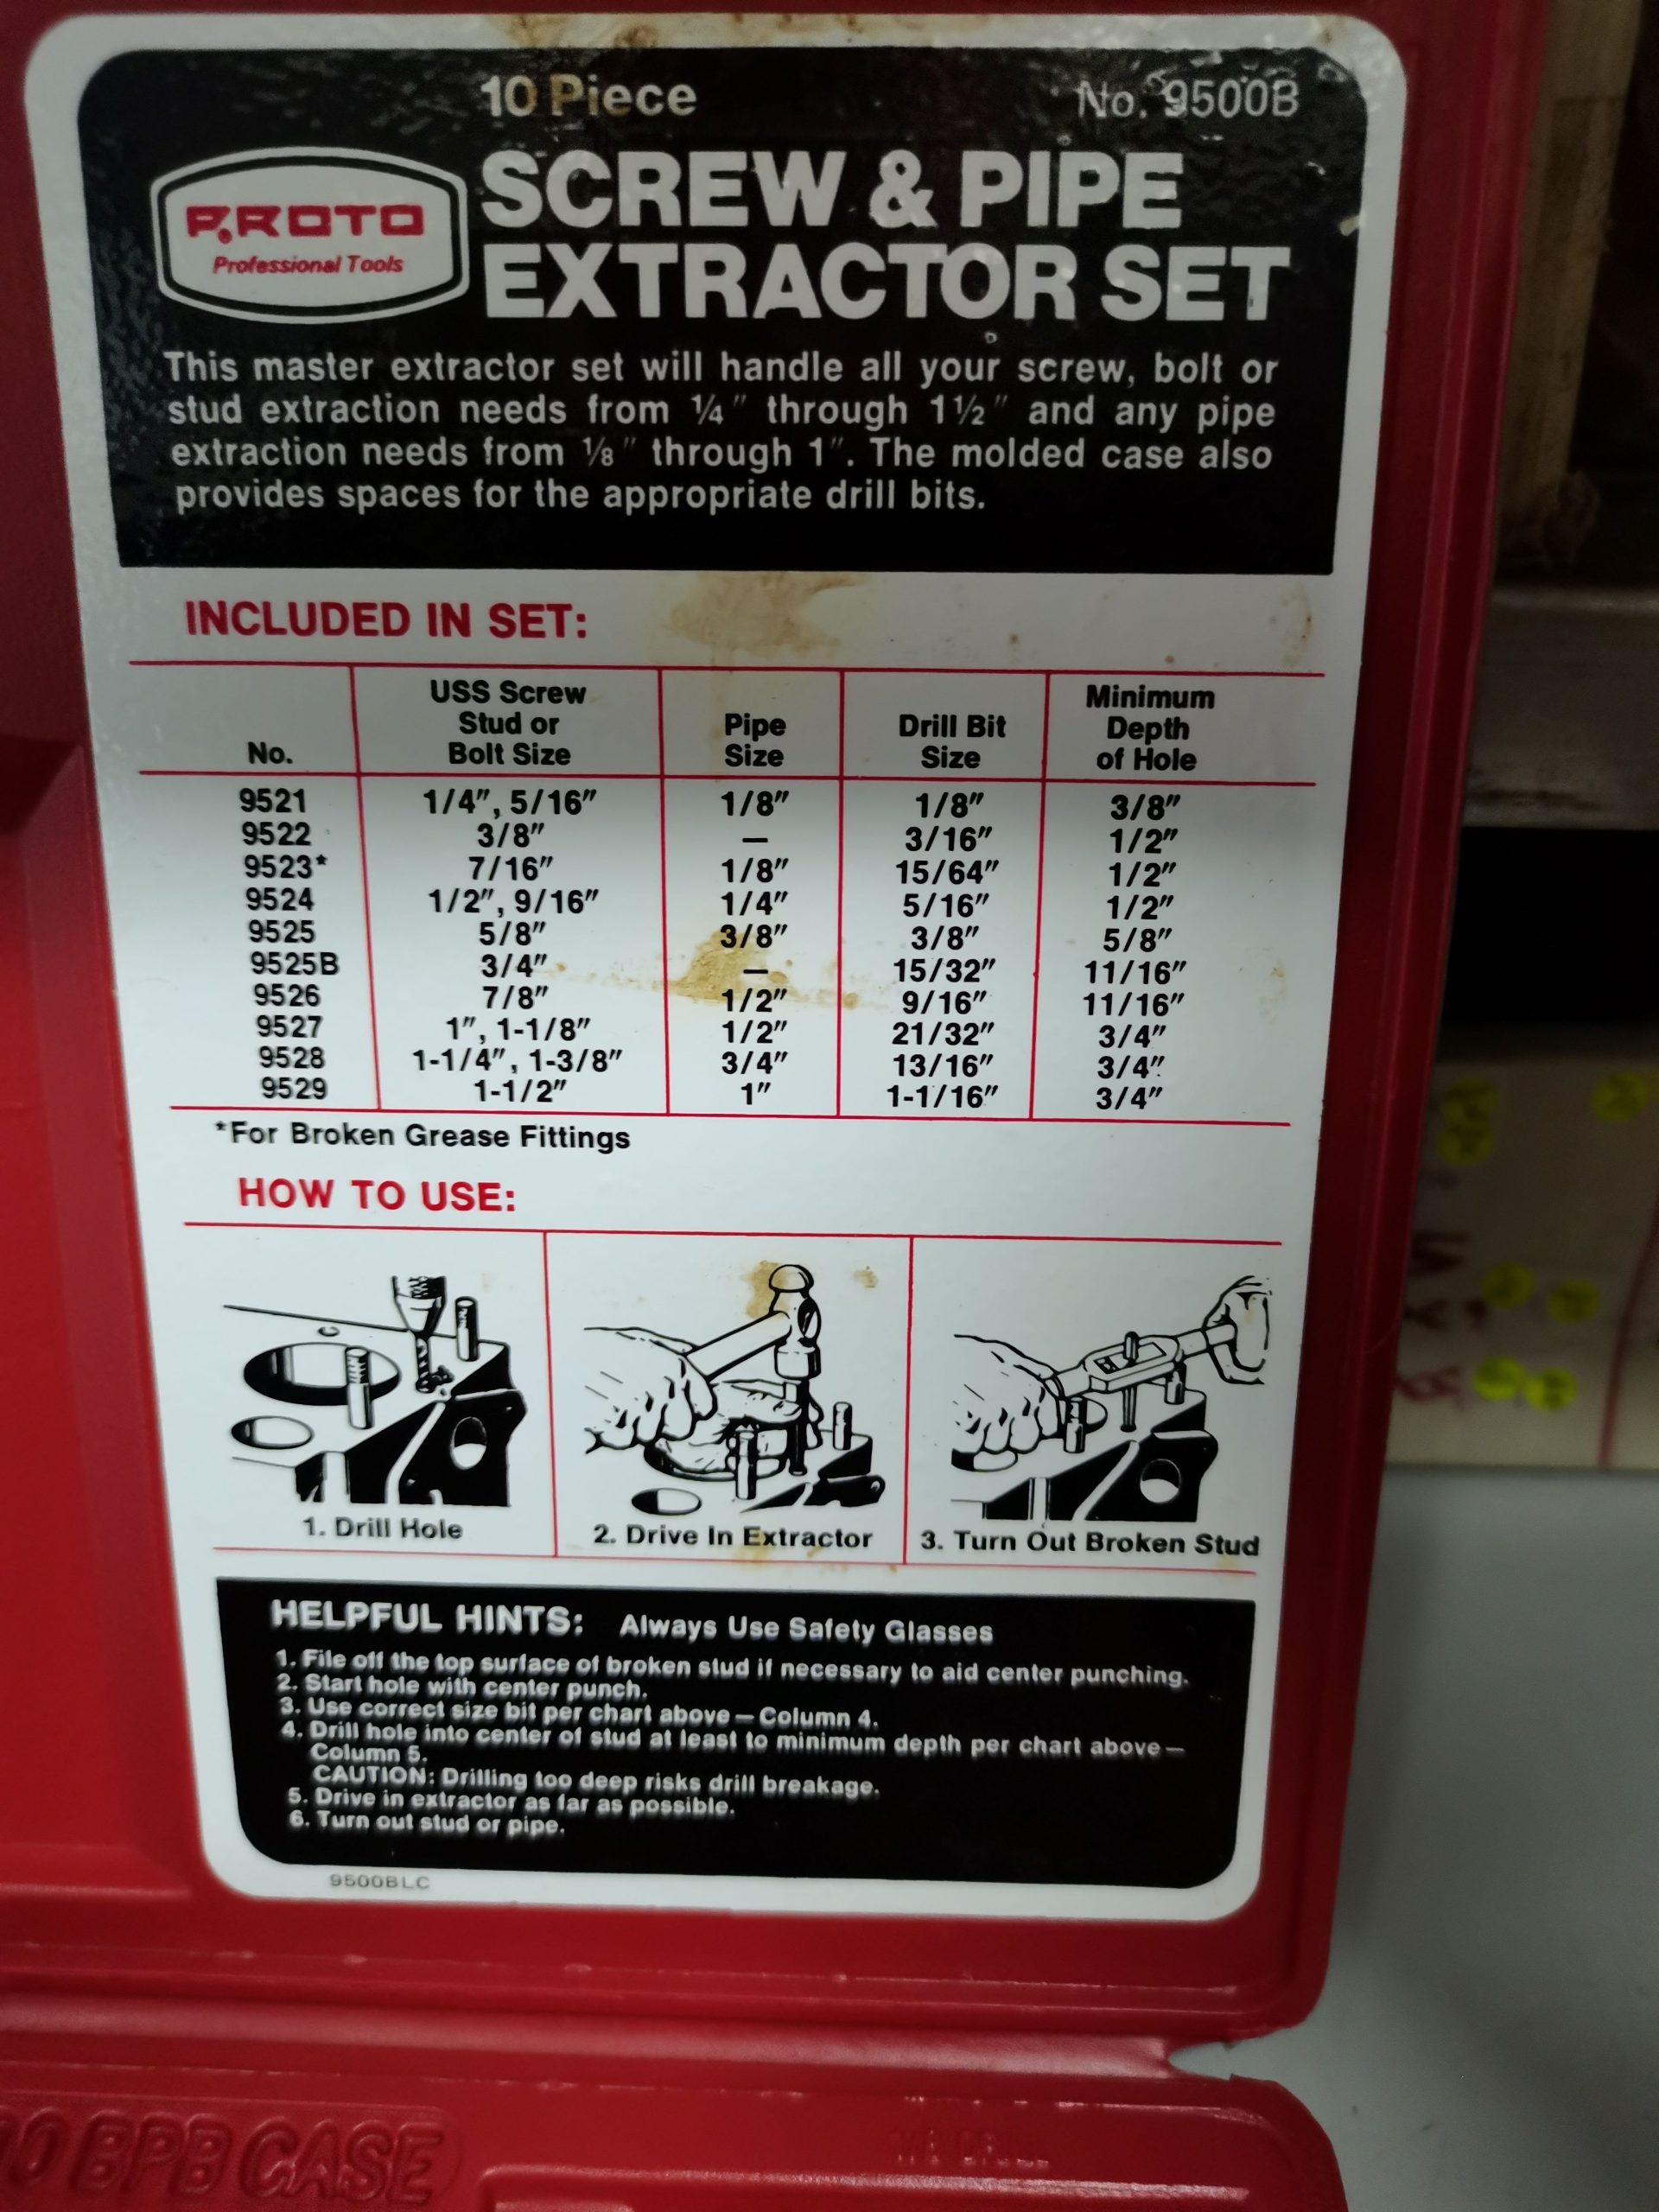 10 Piece No. 9500B
PROTO
Professional Tools
SCREW & PIPE
EXTRACTOR SET
This master extractor set will handle all your screw, bolt or
stud extraction needs from ¼" through 1½" and any pipe
extraction needs from ⅛" through 1". The molded case also
provides spaces for the appropriate drill bits.
INCLUDED IN SET:
No. | USS Screw Stud or Bolt Size | Pipe Size | Drill Bit Size | Minimum Depth of Hole
9521 1/4", 5/16" 1/8" 1/8" 3/8"
9522 3/8" — 3/16" 1/2"
9523* 7/16" 1/8" 15/64" 1/2"
9524 1/2", 9/16" 1/4" 5/16" 1/2"
9525 5/8" 3/8" 3/8" 5/8"
9525B 3/4" — 15/32" 11/16"
9526 7/8" 1/2" 9/16" 11/16"
9527 1", 1-1/8" 1/2" 21/32" 3/4"
9528 1-1/4", 1-3/8" 3/4" 13/16" 3/4"
9529 1-1/2" 1" 1-1/16" 3/4"
*For Broken Grease Fittings
HOW TO USE:
1. Drill Hole
2. Drive In Extractor
3. Turn Out Broken Stud
HELPFUL HINTS: Always Use Safety Glasses
1. File off the top surface of broken stud if necessary to aid center punching.
2. Start hole with center punch.
3. Use correct size bit per chart above — Column 4.
4. Drill hole into center of stud at least to minimum depth per chart above —
Column 5.
CAUTION: Drilling too deep risks drill breakage.
5. Drive in extractor as far as possible.
6. Turn out stud or pipe.
9500BLC
BPB CASE